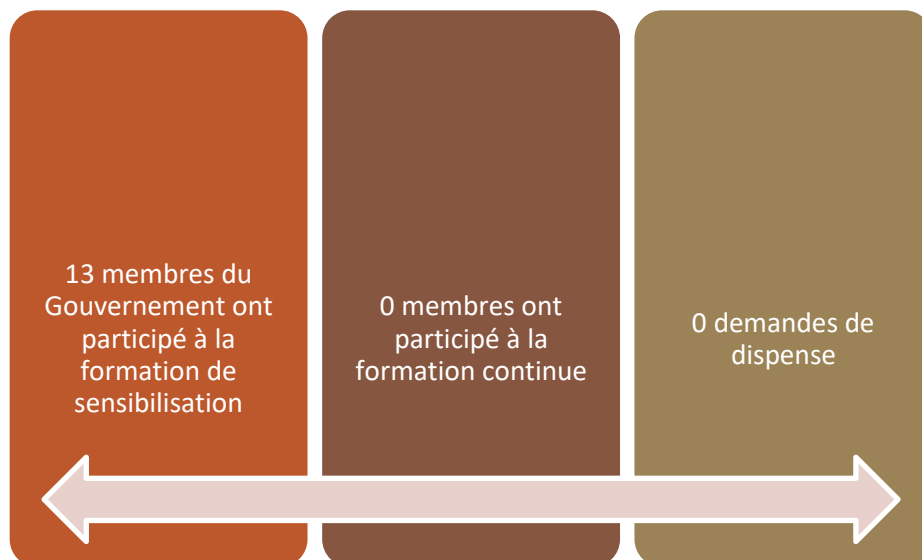 13 membres du
Gouvernement ont
participé à la
formation de
sensibilisation
0 membres ont
participé à la
formation continue
0 demandes de
dispense